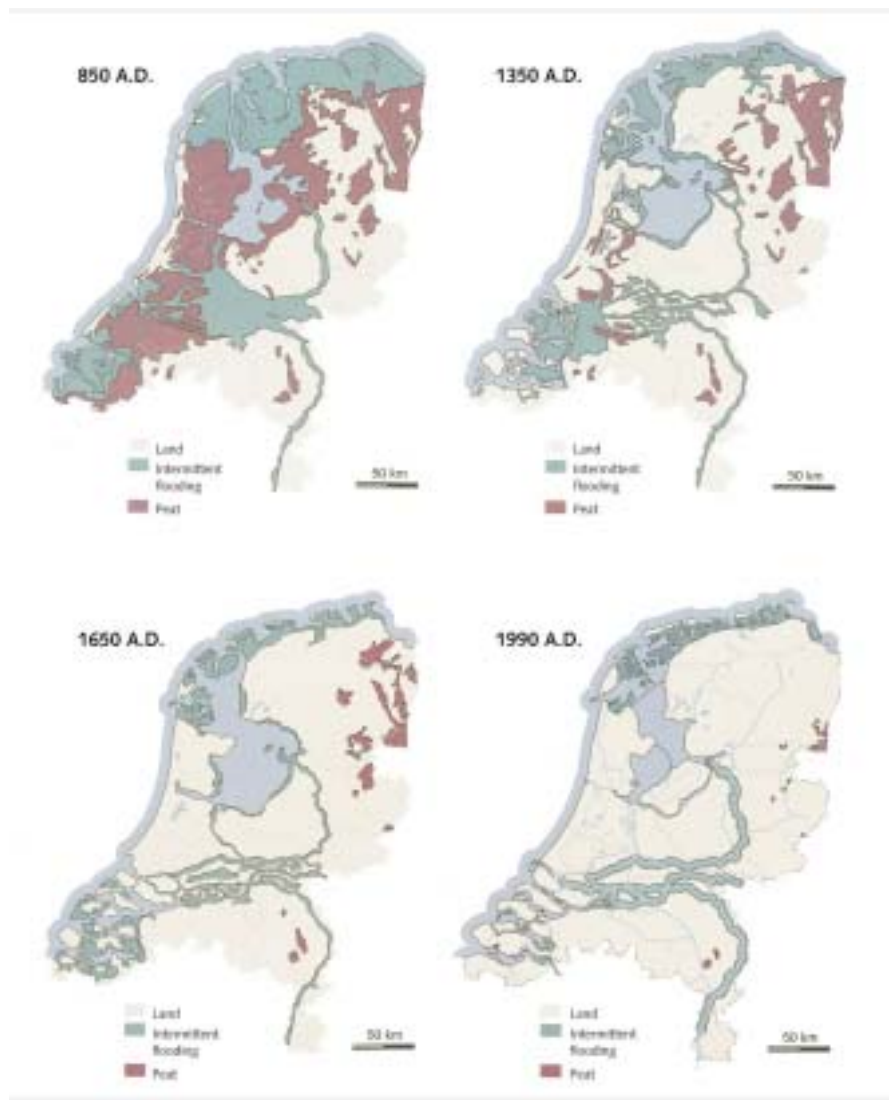 850 A.D.
1350 A.D.
Land
Intermittent
flooding
Peat
50 km
Land
Intermittent
flooding
Peat
50 km
1650 A.D.
1990 A.D.
Land
Intermittent
flooding
Peat
50 km
Land
Intermittent
flooding
Peat
50 km